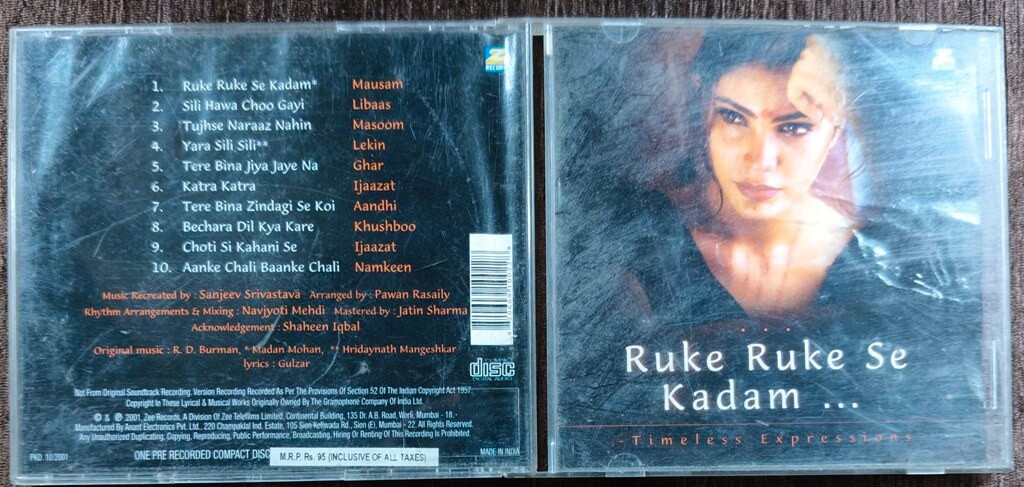 1. Ruke Ruke Se Kadam* Mausam
2. Sili Hawa Choo Gayi Libaas
3. Tujhse Naraaz Nahin Masoom
4. Yara Sili Sili** Lekin
5. Tere Bina Jiya Jaye Na Ghar
6. Katra Katra Ijaazat
7. Tere Bina Zindagi Se Koi Aandhi
8. Bechara Dil Kya Kare Khushboo
9. Choti Si Kahani Se Ijaazat
10. Aanke Chali Baanke Chali Namkeen
Music Recreated by : Sanjeev Srivastava Arranged by : Pawan Rasaily
Rhythm Arrangements & Mixing : Navjyoti Mehdi Mastered by : Jatin Sharma
Acknowledgement : Shaheen Iqbal
Original music : R. D. Burman, * Madan Mohan, ** Hridaynath Mangeshkar
lyrics : Gulzar
Not From Original Soundtrack Recording. Version Recording Recorded As Per The Provisions Of Section 52 Of The Indian Copyright Act 1957.
Copyright In These Lyrical & Musical Works Originally Owned By The Gramophone Company Of India Ltd.
© & ℗ 2001, Zee Records, A Division Of Zee Telefilms Limited, Continental Building, 135 Dr. A.B. Road, Worli, Mumbai - 18.
Manufactured By Anant Electronics Pvt. Ltd., 220 Champaklal Ind. Estate, 105 Sion Koliwada Rd., Sion (E), Mumbai - 22. All Rights Reserved.
Any Unauthorized Duplicating, Copying, Reproducing, Public Performance, Broadcasting, Hiring Or Renting Of This Recording Is Prohibited.
PKD. 10/2001
ONE PRE RECORDED COMPACT DISC
M.R.P. Rs. 95 (INCLUSIVE OF ALL TAXES)
MADE IN INDIA
Z
RECORDS
COMPACT
disc
DIGITAL AUDIO
...
Ruke Ruke Se
Kadam ...
-Timeless Expressions